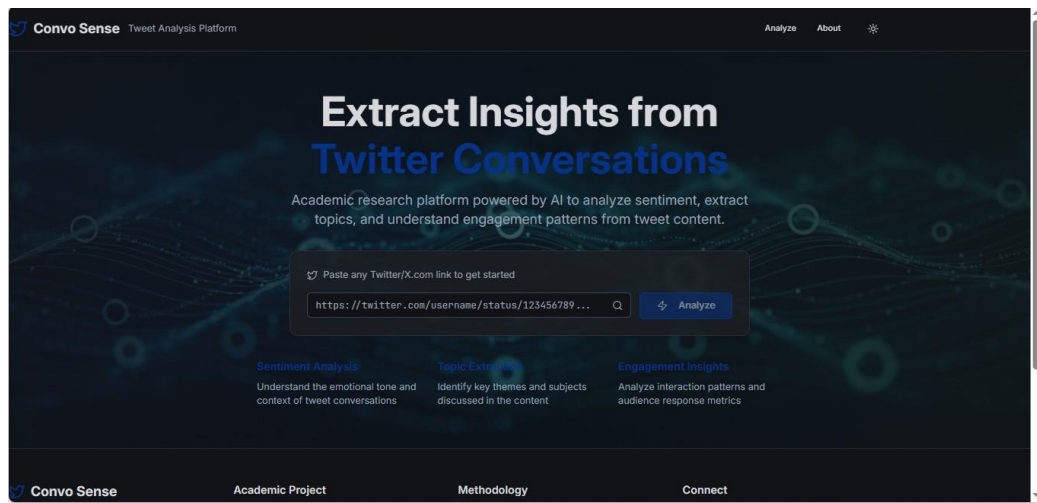 Convo Sense Tweet Analysis Platform
Analyze About
Extract Insights from
Twitter Conversations
Academic research platform powered by AI to analyze sentiment, extract
topics, and understand engagement patterns from tweet content.
Paste any Twitter/X.com link to get started
https://twitter.com/username/status/123456789...
Analyze
Sentiment Analysis
Understand the emotional tone and
context of tweet conversations
Topic Extraction
Identify key themes and subjects
discussed in the content
Engagement Insights
Analyze interaction patterns and
audience response metrics
Convo Sense
Academic Project
Methodology
Connect